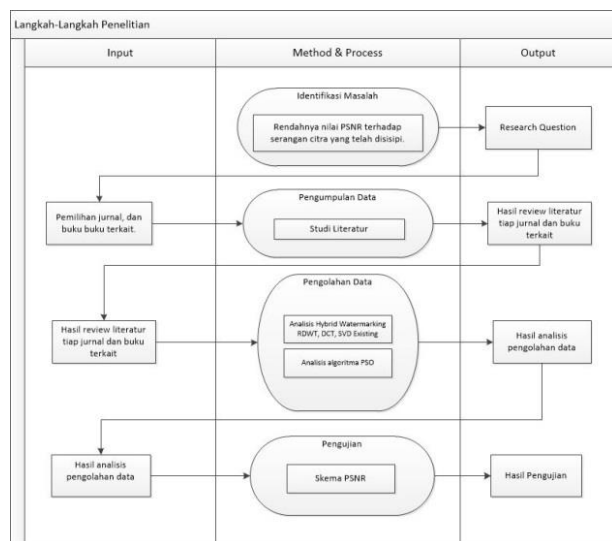 Langkah-Langkah Penelitian
Input
Method & Process
Output
Identifikasi Masalah
Rendahnya nilai PSNR terhadap
serangan citra yang telah disisipi.
Research Question
Pemilihan jurnal, dan
buku buku terkait.
Pengumpulan Data
Studi Literatur
Hasil review literatur
tiap jurnal dan buku
terkait
Hasil review literatur
tiap jurnal dan buku
terkait
Pengolahan Data
Analisis Hybrid Watermarking
RDWT, DCT, SVD Existing
Analisis algoritma PSO
Hasil analisis
pengolahan data
Hasil analisis
pengolahan data
Pengujian
Skema PSNR
Hasil Pengujian